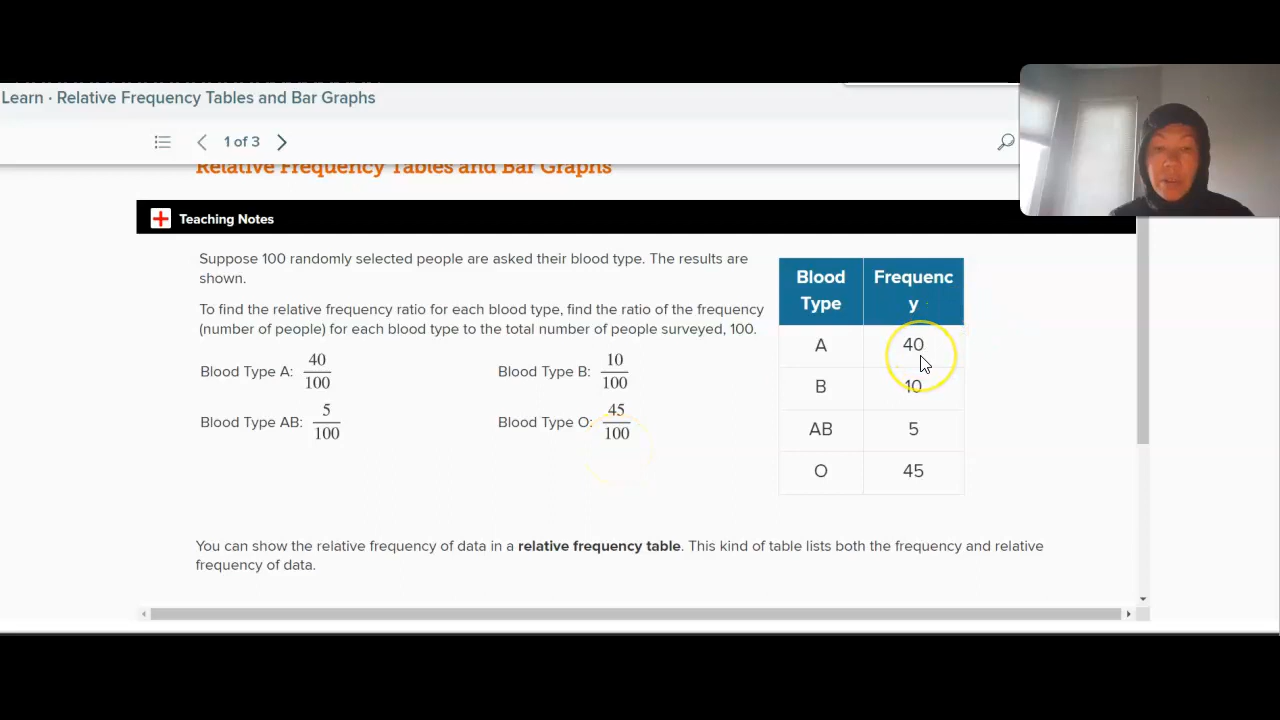 Learn · Relative Frequency Tables and Bar Graphs
1 of 3
Relative Frequency Tables and Bar Graphs
Teaching Notes
Suppose 100 randomly selected people are asked their blood type. The results are
shown.
To find the relative frequency ratio for each blood type, find the ratio of the frequency
(number of people) for each blood type to the total number of people surveyed, 100.
Blood Type A: 40/100
Blood Type B: 10/100
Blood Type AB: 5/100
Blood Type O: 45/100
Blood Type Frequenc
y
A 40
B 10
AB 5
O 45
You can show the relative frequency of data in a relative frequency table. This kind of table lists both the frequency and relative
frequency of data.